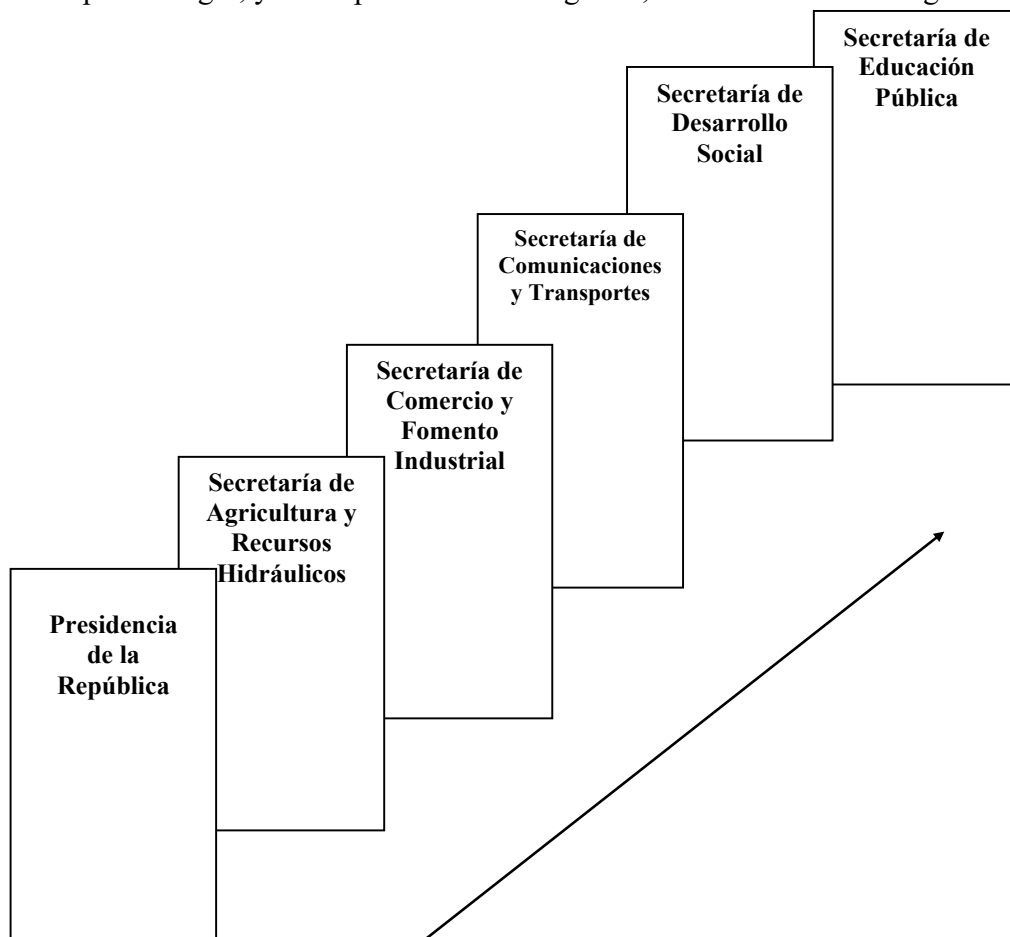 Secretaría de
Educación
Pública
Secretaría de
Desarrollo
Social
Secretaría de
Comunicaciones
y Transportes
Secretaría de
Comercio y
Fomento
Industrial
Secretaría de
Agricultura y
Recursos
Hidráulicos
Presidencia
de la
República